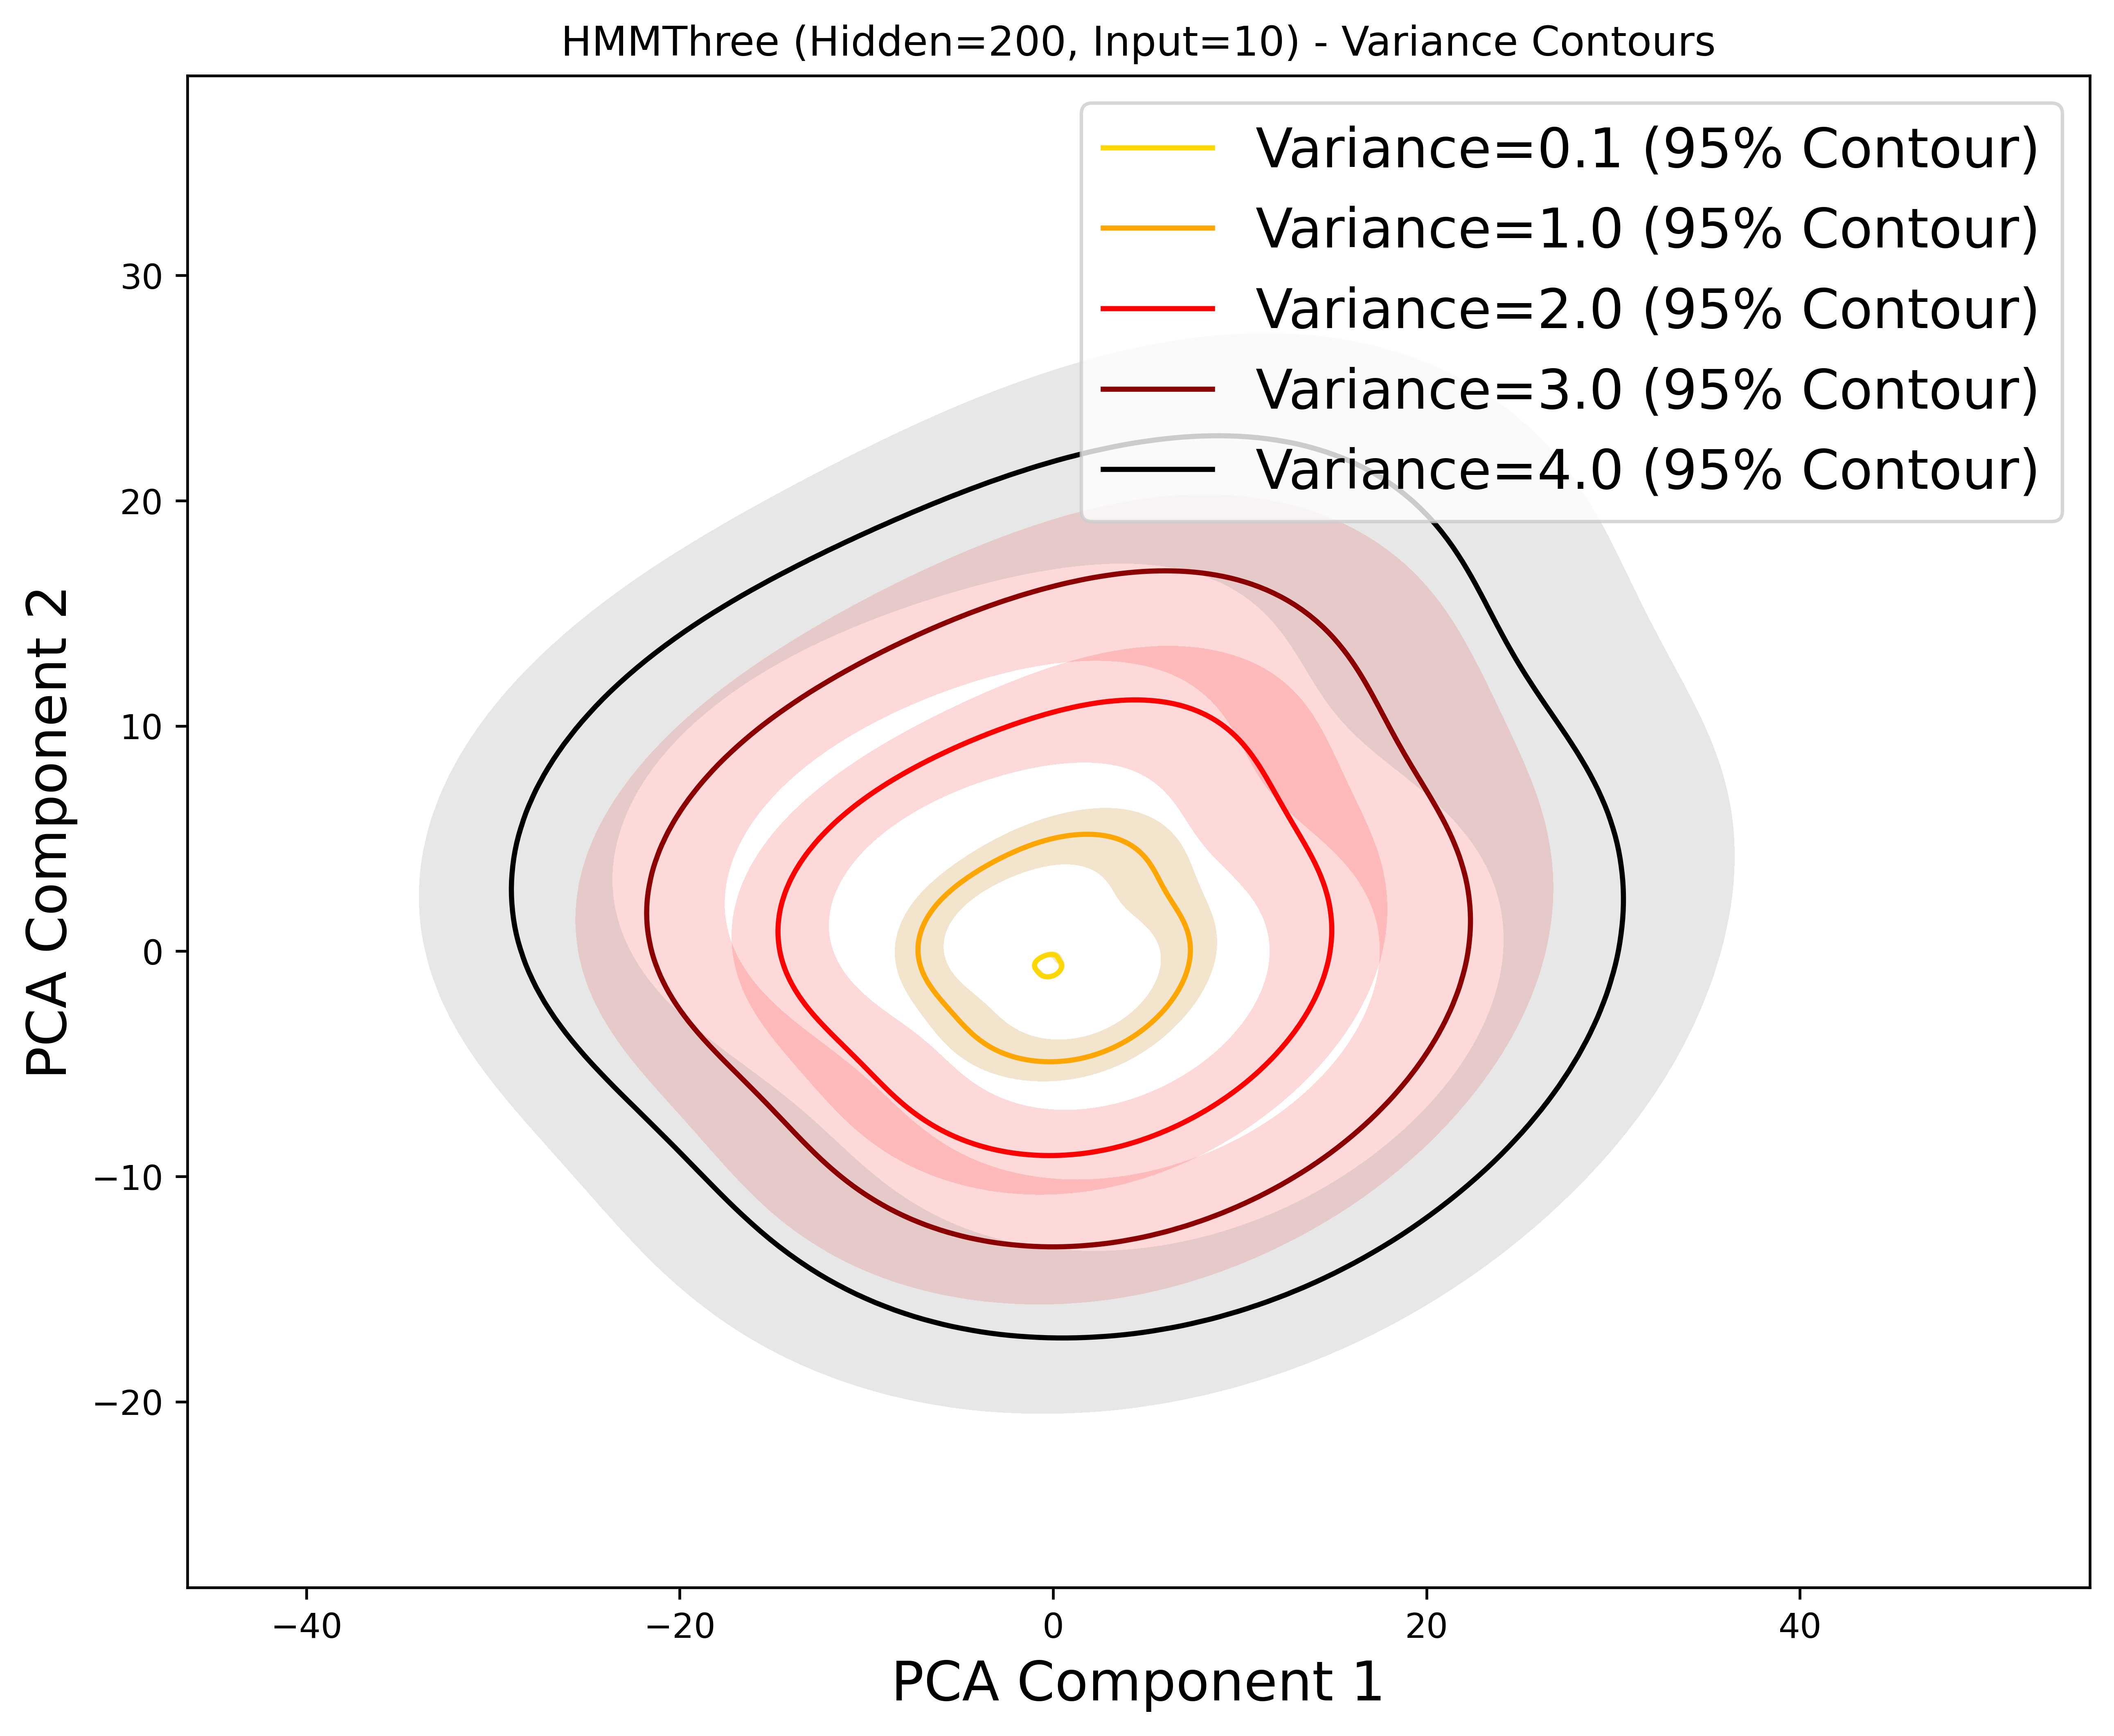 HMMThree (Hidden=200, Input=10) - Variance Contours
Variance=0.1 (95% Contour)
Variance=1.0 (95% Contour)
Variance=2.0 (95% Contour)
Variance=3.0 (95% Contour)
Variance=4.0 (95% Contour)
PCA Component 2
30
20
10
0
−10
−20
−40
−20
0
20
40
PCA Component 1